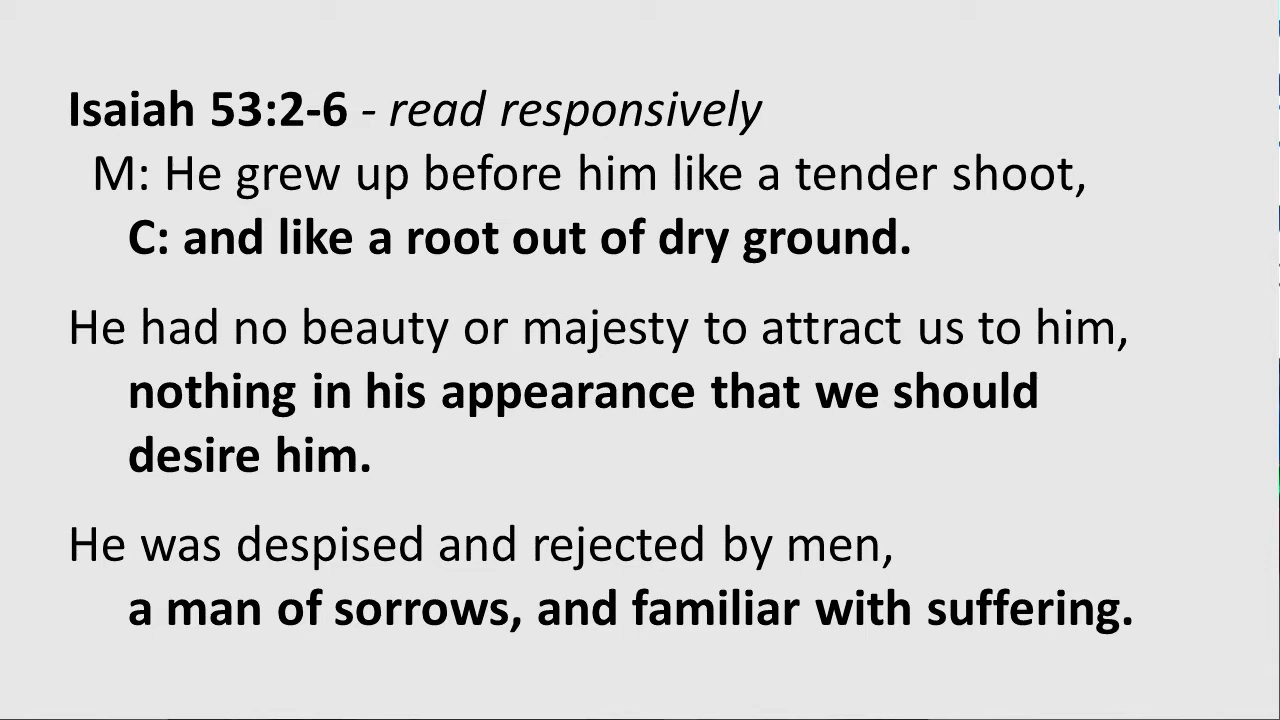 Isaiah 53:2-6 - read responsively
M: He grew up before him like a tender shoot,
C: and like a root out of dry ground.
He had no beauty or majesty to attract us to him,
nothing in his appearance that we should
desire him.
He was despised and rejected by men,
a man of sorrows, and familiar with suffering.